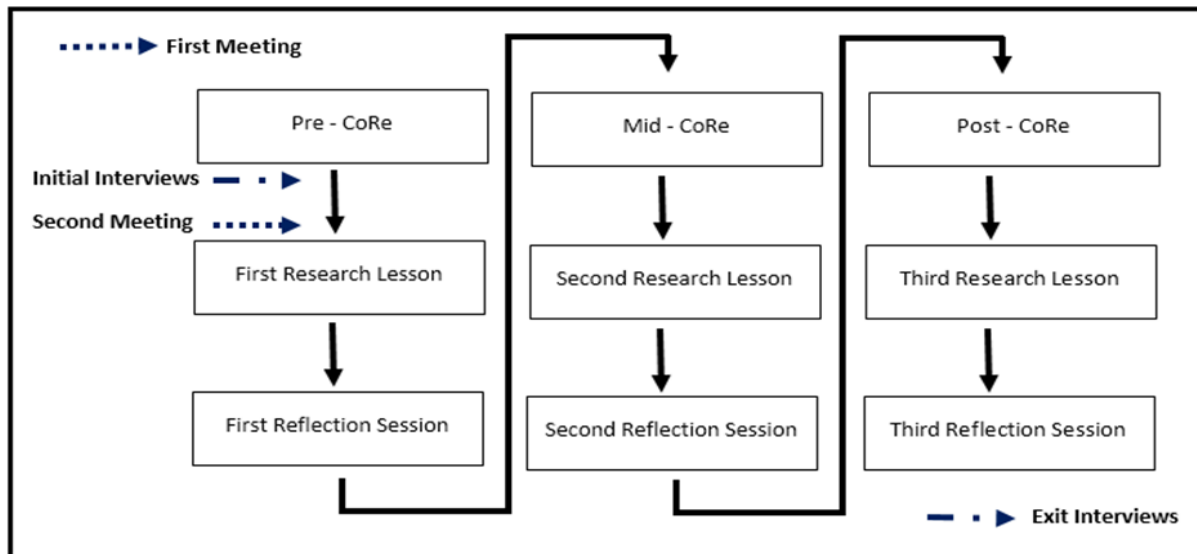 First Meeting
Pre - CoRe
Initial Interviews
Second Meeting
First Research Lesson
First Reflection Session
Mid - CoRe
Second Research Lesson
Second Reflection Session
Post - CoRe
Third Research Lesson
Third Reflection Session
Exit Interviews